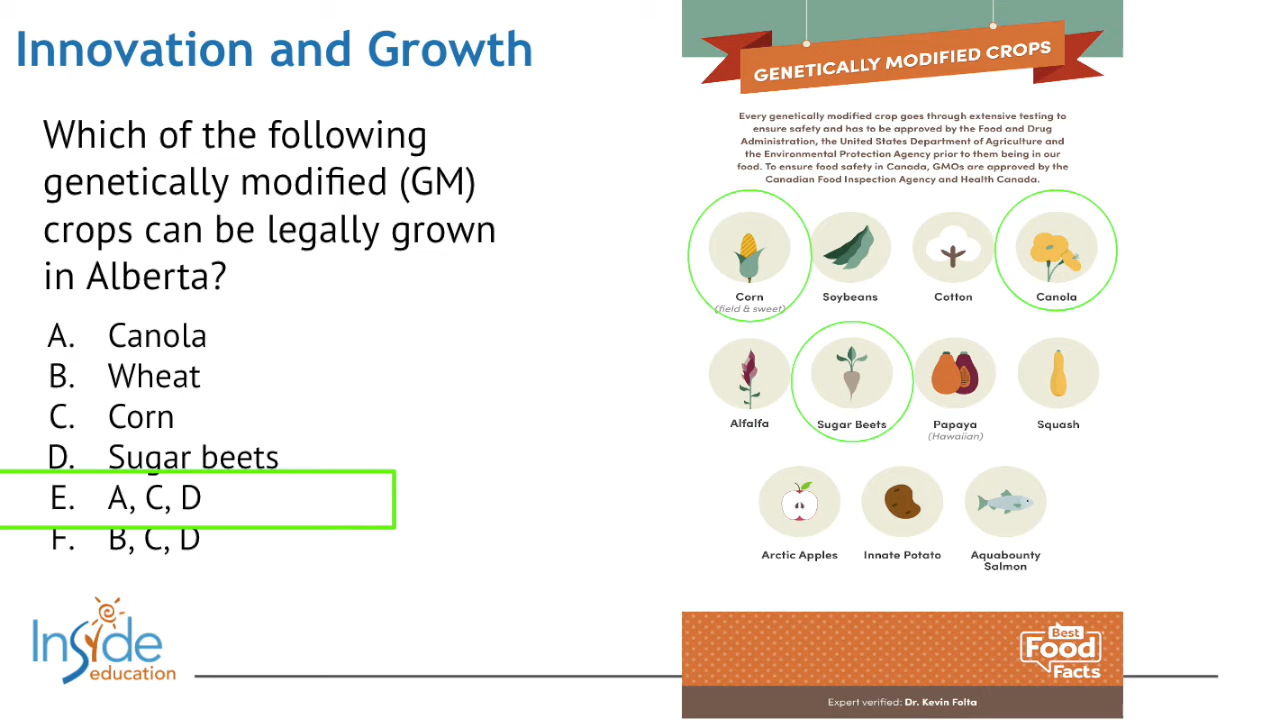 Innovation and Growth
Which of the following
genetically modified (GM)
crops can be legally grown
in Alberta?
A. Canola
B. Wheat
C. Corn
D. Sugar beets
E. A, C, D
F. B, C, D
Inside
education
GENETICALLY MODIFIED CROPS
Every genetically modified crop goes through extensive testing to
ensure safety and has to be approved by the Food and Drug
Administration, the United States Department of Agriculture and
the Environmental Protection Agency prior to them being in our
food. To ensure food safety in Canada, GMOs are approved by the
Canadian Food Inspection Agency and Health Canada.
Corn Soybeans Cotton Canola
(field & sweet)
Alfalfa Sugar Beets Papaya Squash
(Hawaiian)
Arctic Apples Innate Potato Aquabounty
Salmon
Best
Food
Facts
Expert verified: Dr. Kevin Folta